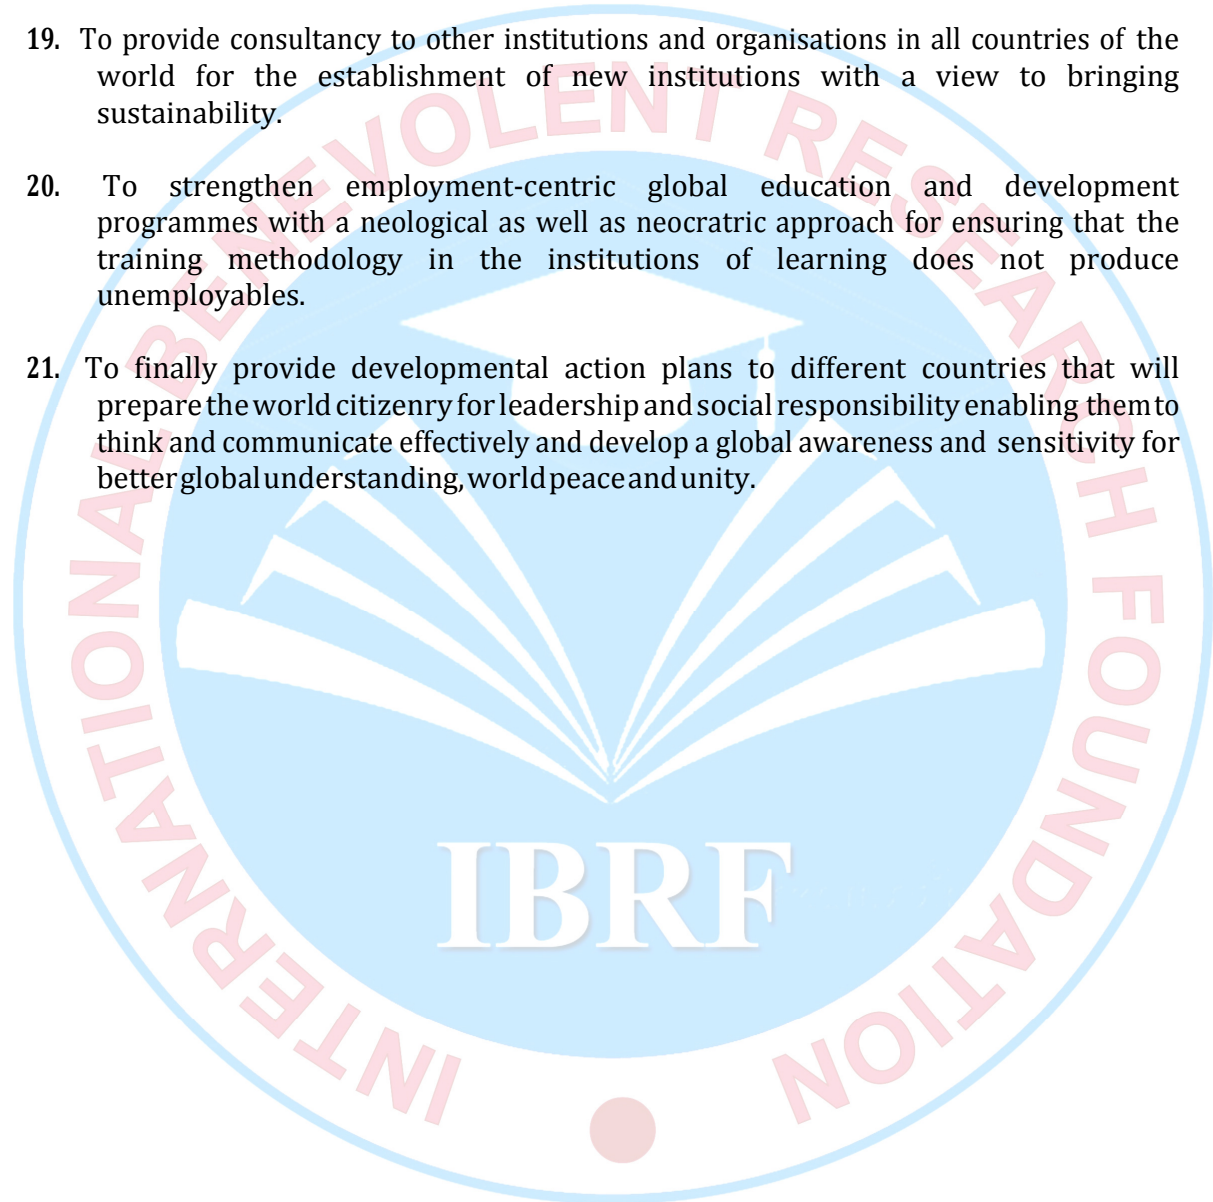 19. To provide consultancy to other institutions and organisations in all countries of the
world for the establishment of new institutions with a view to bringing
sustainability.
20. To strengthen employment-centric global education and development
programmes with a neological as well as neocratric approach for ensuring that the
training methodology in the institutions of learning does not produce
unemployables.
21. To finally provide developmental action plans to different countries that will
prepare the world citizenry for leadership and social responsibility enabling them to
think and communicate effectively and develop a global awareness and sensitivity for
better global understanding, world peace and unity.
INTERNATIONAL BENEVOLENT RESEARCH FOUNDATION
IBRF